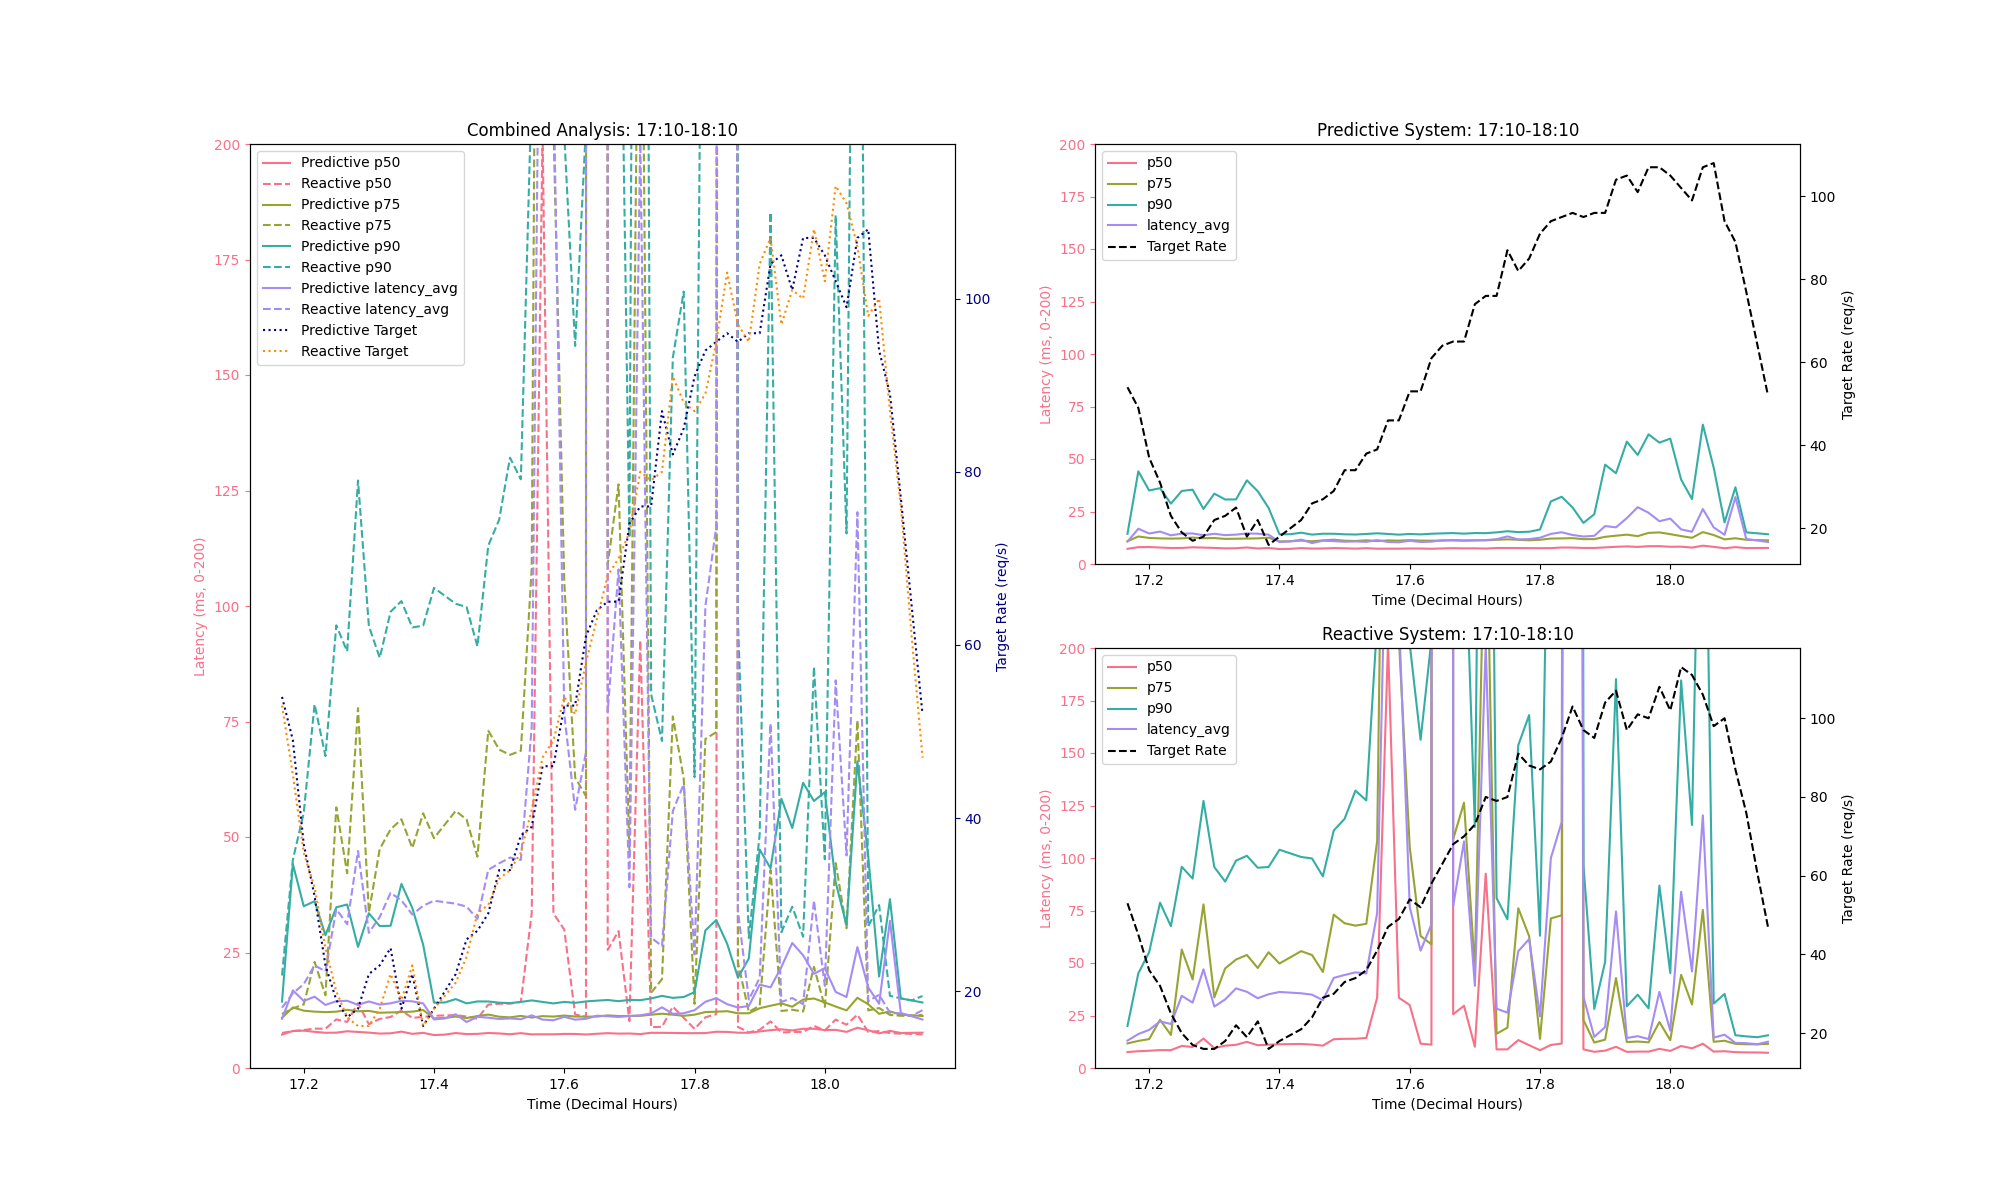 Combined Analysis: 17:10-18:10
Latency (ms, 0-200)
200
175
150
125
100
75
50
25
0
Predictive p50
Reactive p50
Predictive p75
Reactive p75
Predictive p90
Reactive p90
Predictive latency_avg
Reactive latency_avg
Predictive Target
Reactive Target
100
80
60
40
20
Target Rate (req/s)
17.2 17.4 17.6 17.8 18.0
Time (Decimal Hours)
Predictive System: 17:10-18:10
Latency (ms, 0-200)
200
175
150
125
100
75
50
25
0
p50
p75
p90
latency_avg
Target Rate
100
80
60
40
20
Target Rate (req/s)
17.2 17.4 17.6 17.8 18.0
Time (Decimal Hours)
Reactive System: 17:10-18:10
Latency (ms, 0-200)
200
175
150
125
100
75
50
25
0
p50
p75
p90
latency_avg
Target Rate
100
80
60
40
20
Target Rate (req/s)
17.2 17.4 17.6 17.8 18.0
Time (Decimal Hours)